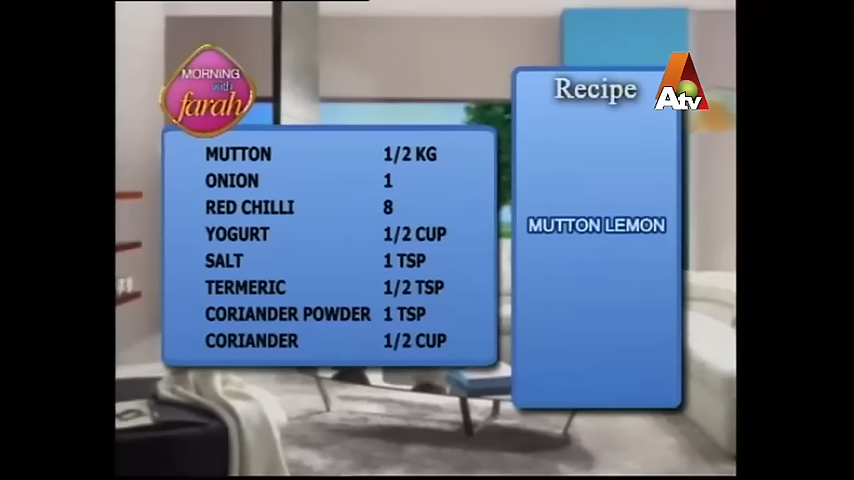 MORNING
with
farah
Recipe
Atv
MUTTON 1/2 KG
ONION 1
RED CHILLI 8
YOGURT 1/2 CUP
SALT 1 TSP
TERMERIC 1/2 TSP
CORIANDER POWDER 1 TSP
CORIANDER 1/2 CUP
MUTTON LEMON